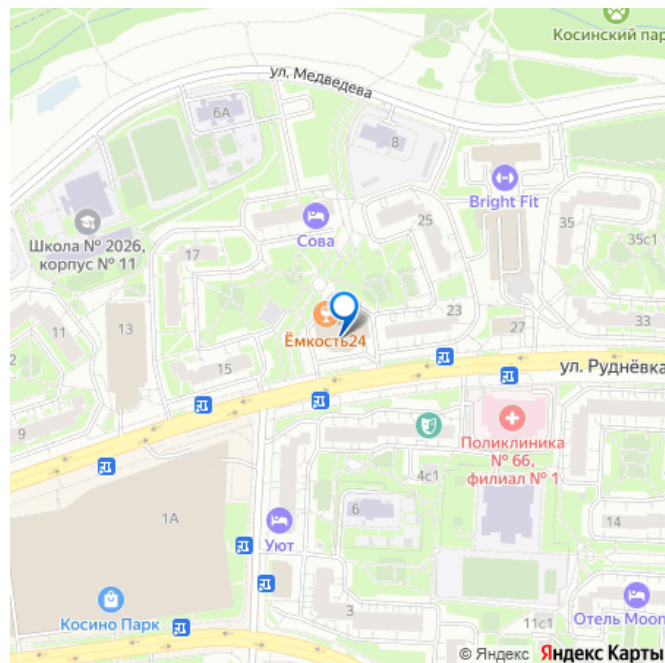 Косинский пар
ул. Медведева
6А
8
Bright Fit
25
35
35с1
Сова
Школа № 2026,
корпус № 11
17
11
13
2
23
27
33
Ёмкость24
15
ул. Руднёвка
9
Поликлиника
№ 66,
филиал № 1
4с1
6
1А
14
Уют
Косино Парк
3
11с1
Отель Moon
© Яндекс Яндекс Карты